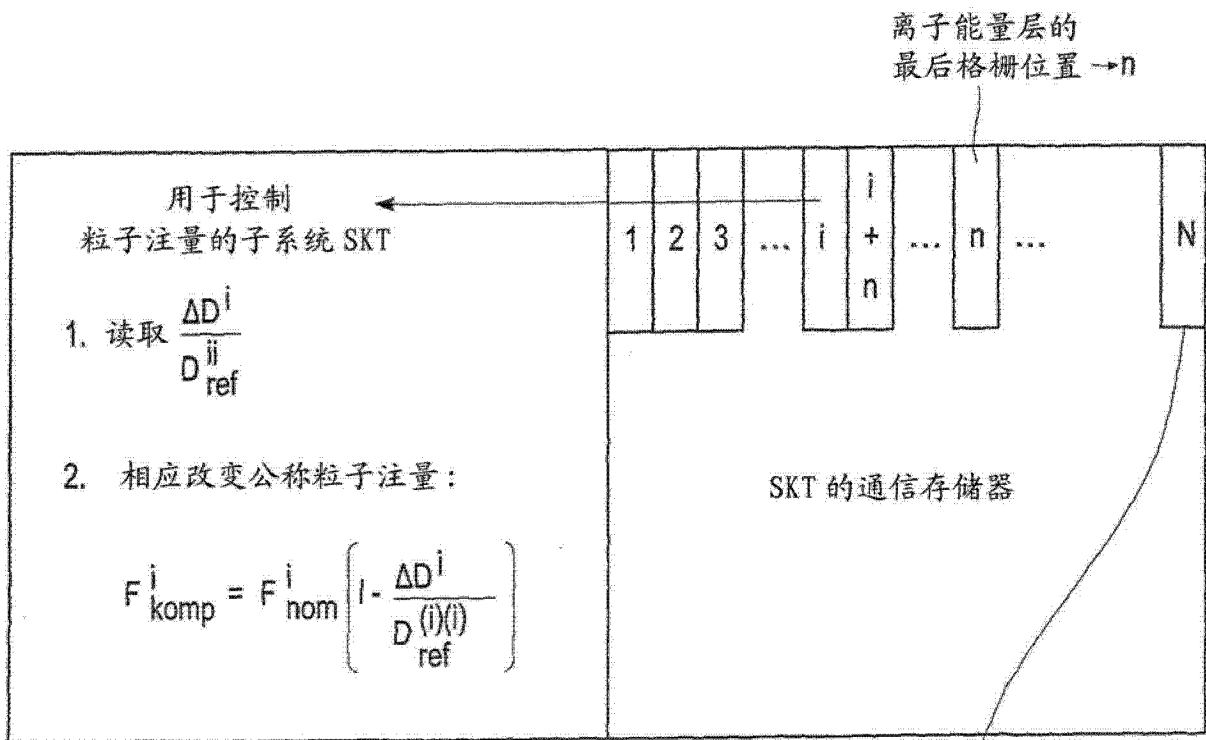 离子能量层的
最后格栅位置→n
用于控制
粒子注量的子系统 SKT
1 2 3 ... i i + n ... n ... N
1. 读取 ΔD^i / D^ii_ref
2. 相应改变公称粒子注量:
SKT 的通信存储器
F^i_komp = F^i_nom ( I - ΔD^i / D^(i)(i)_ref )